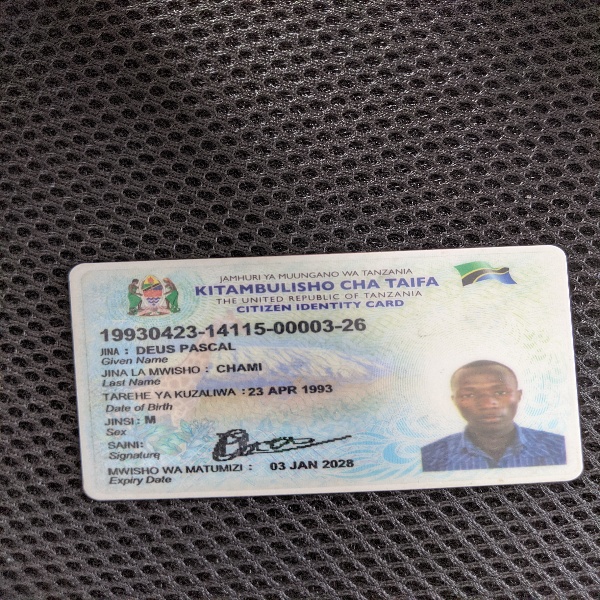 JAMHURI YA MUUNGANO WA TANZANIA
KITAMBULISHO CHA TAIFA
THE UNITED REPUBLIC OF TANZANIA
CITIZEN IDENTITY CARD
19930423-14115-00003-26
JINA : DEUS PASCAL
Given Name
JINA LA MWISHO : CHAMI
Last Name
TAREHE YA KUZALIWA : 23 APR 1993
Date of Birth
JINSI : M
Sex
SAINI:
Signature
MWISHO WA MATUMIZI : 03 JAN 2028
Expiry Date